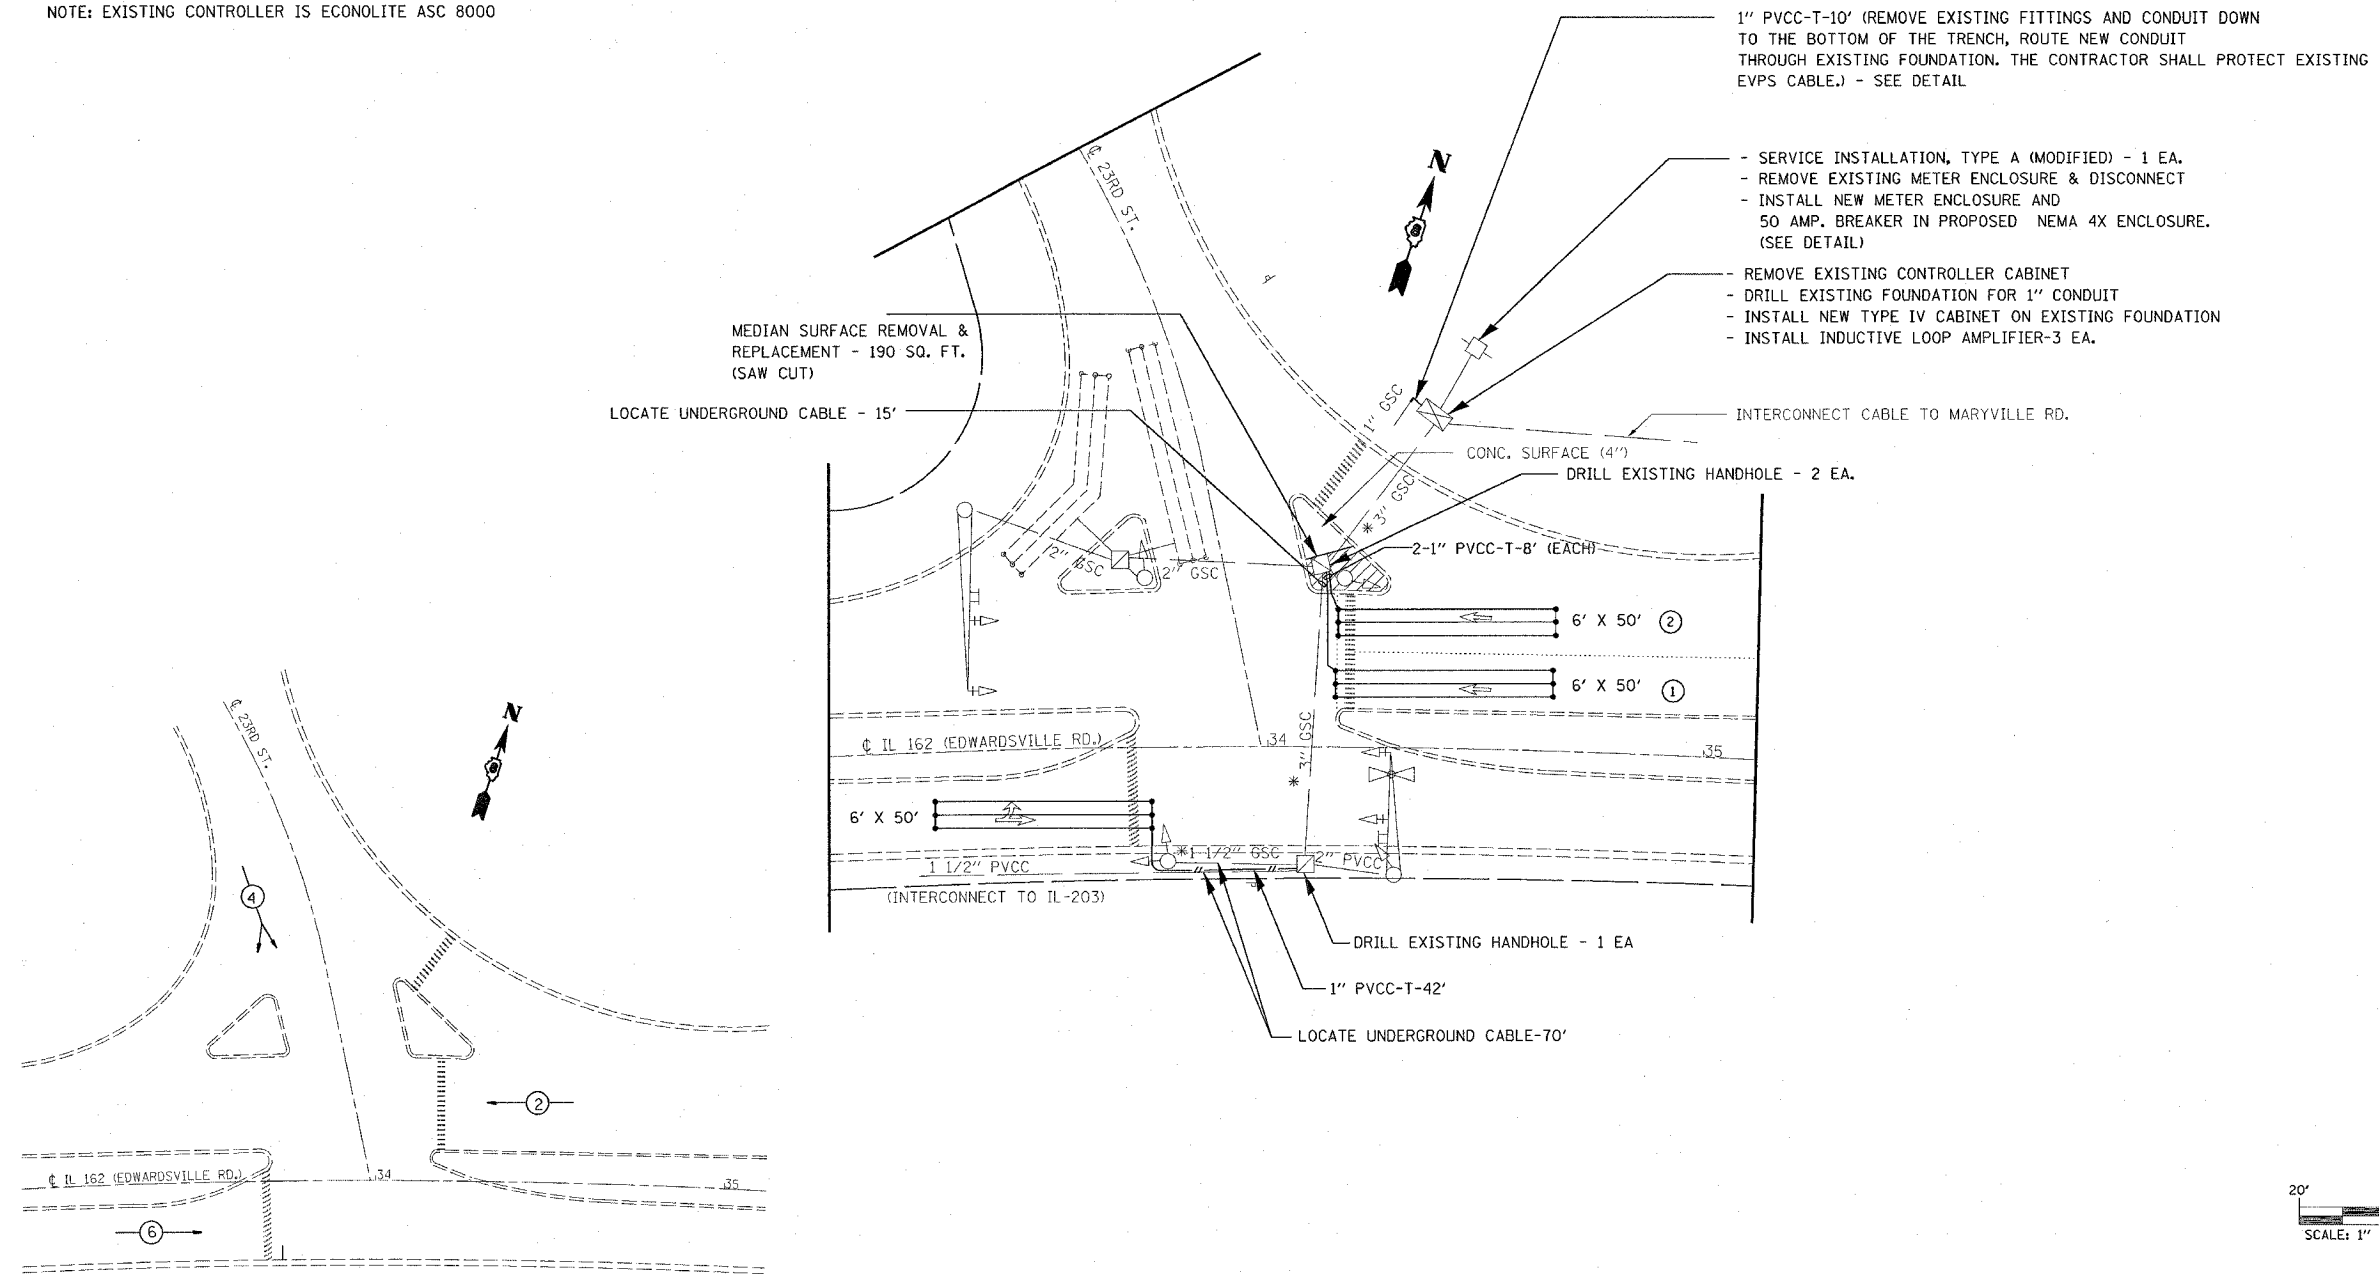 NOTE: EXISTING CONTROLLER IS ECONOLITE ASC 8000
1" PVCC-T-10' (REMOVE EXISTING FITTINGS AND CONDUIT DOWN
TO THE BOTTOM OF THE TRENCH, ROUTE NEW CONDUIT
THROUGH EXISTING FOUNDATION. THE CONTRACTOR SHALL PROTECT EXISTING
EVPS CABLE.) - SEE DETAIL
- SERVICE INSTALLATION, TYPE A (MODIFIED) - 1 EA.
- REMOVE EXISTING METER ENCLOSURE & DISCONNECT
- INSTALL NEW METER ENCLOSURE AND
50 AMP. BREAKER IN PROPOSED NEMA 4X ENCLOSURE.
(SEE DETAIL)
- REMOVE EXISTING CONTROLLER CABINET
- DRILL EXISTING FOUNDATION FOR 1" CONDUIT
- INSTALL NEW TYPE IV CABINET ON EXISTING FOUNDATION
- INSTALL INDUCTIVE LOOP AMPLIFIER-3 EA.
℄ 23RD ST.
N
8
MEDIAN SURFACE REMOVAL &
REPLACEMENT - 190 SQ. FT.
(SAW CUT)
LOCATE UNDERGROUND CABLE - 15'
1" GSC
INTERCONNECT CABLE TO MARYVILLE RD.
CONC. SURFACE (4")
DRILL EXISTING HANDHOLE - 2 EA.
* 3" GSC
2-1" PVCC-T-8' (EACH)
2" GSC
2" GSC
6' X 50' 2
6' X 50' 1
℄ IL 162 (EDWARDSVILLE RD.)
34
35
* 3" GSC
6' X 50'
*1 1/2" GSC
2" PVCC
1 1/2" PVCC
(INTERCONNECT TO IL-203)
DRILL EXISTING HANDHOLE - 1 EA
1" PVCC-T-42'
LOCATE UNDERGROUND CABLE-70'
℄ 23RD ST.
N
8
4
2
℄ IL 162 (EDWARDSVILLE RD.)
34
35
6
20'
SCALE: 1"